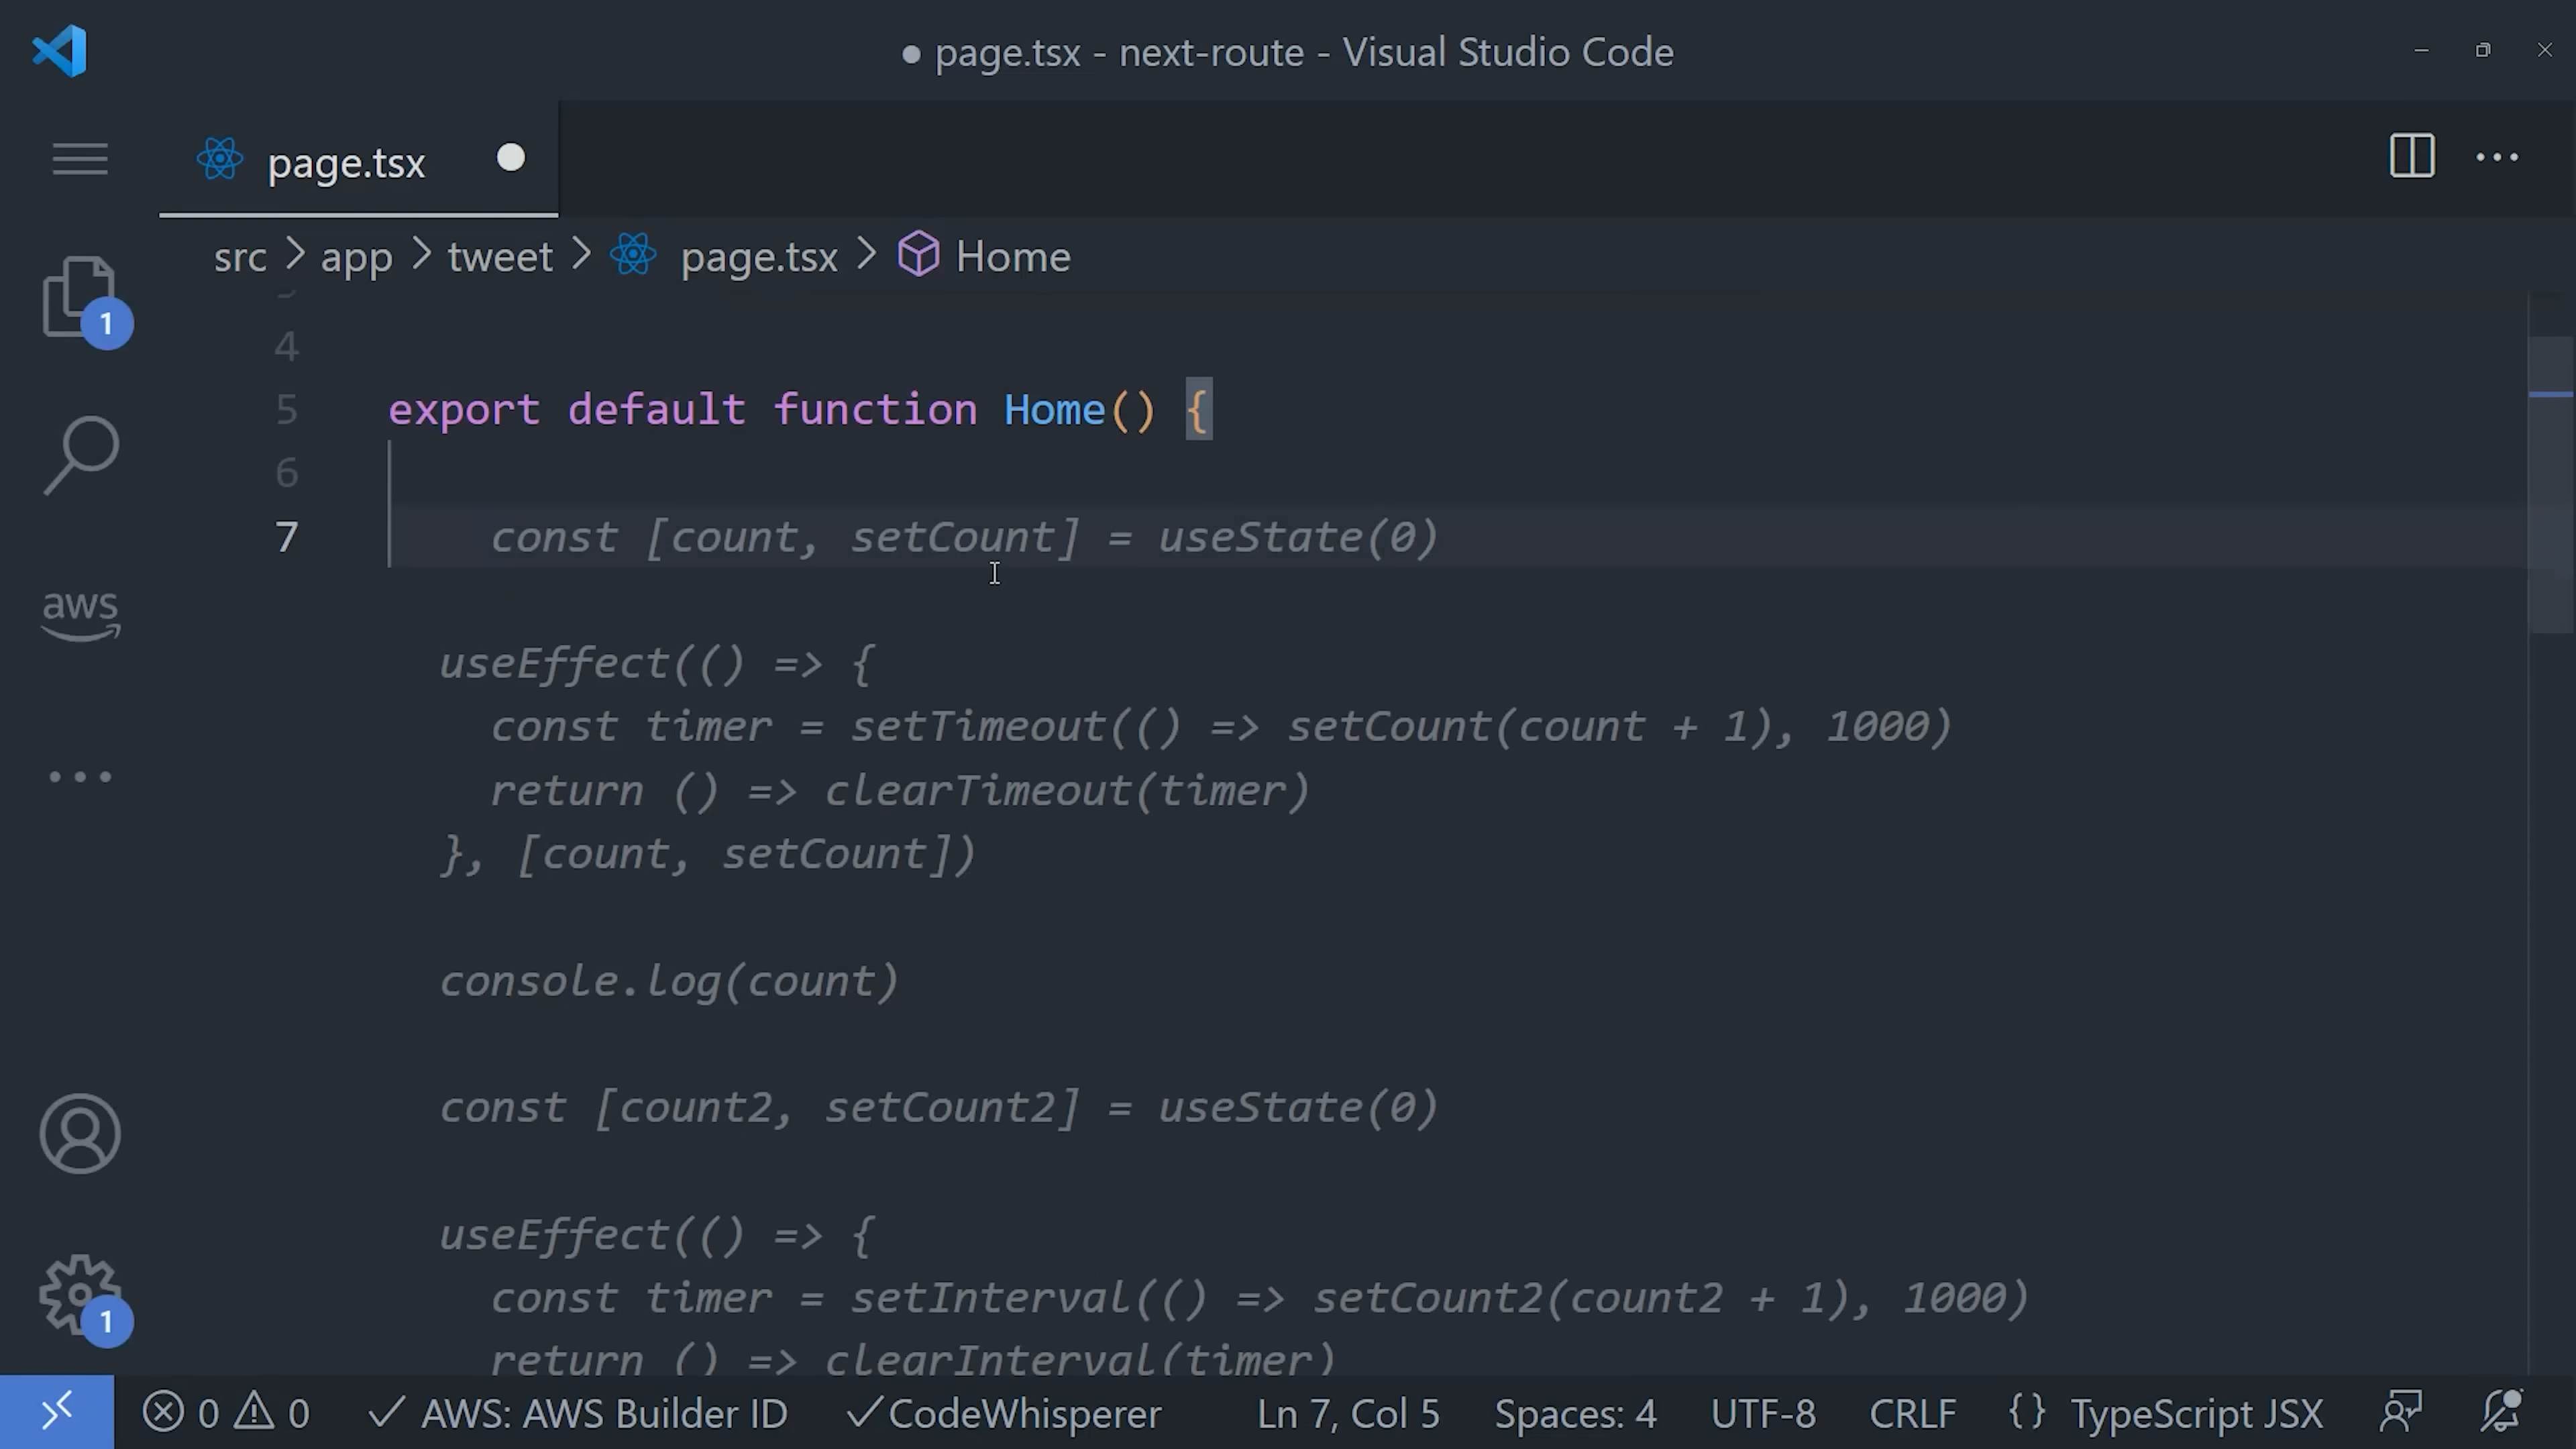 ● page.tsx - next-route - Visual Studio Code
page.tsx
src > app > tweet > page.tsx > Home
1
4
5 export default function Home() {
6
7 const [count, setCount] = useState(0)
useEffect(() => {
const timer = setTimeout(() => setCount(count + 1), 1000)
return () => clearTimeout(timer)
}, [count, setCount])
aws
console.log(count)
const [count2, setCount2] = useState(0)
useEffect(() => {
const timer = setInterval(() => setCount2(count2 + 1), 1000)
return () => clearInterval(timer)
1
0 0 AWS: AWS Builder ID CodeWhisperer Ln 7, Col 5 Spaces: 4 UTF-8 CRLF {} TypeScript JSX